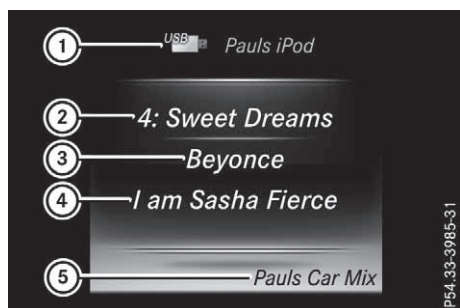 1 USB Pauls iPod
2 4: Sweet Dreams
3 Beyonce
4 I am Sasha Fierce
5 Pauls Car Mix
P54.33-3985-31